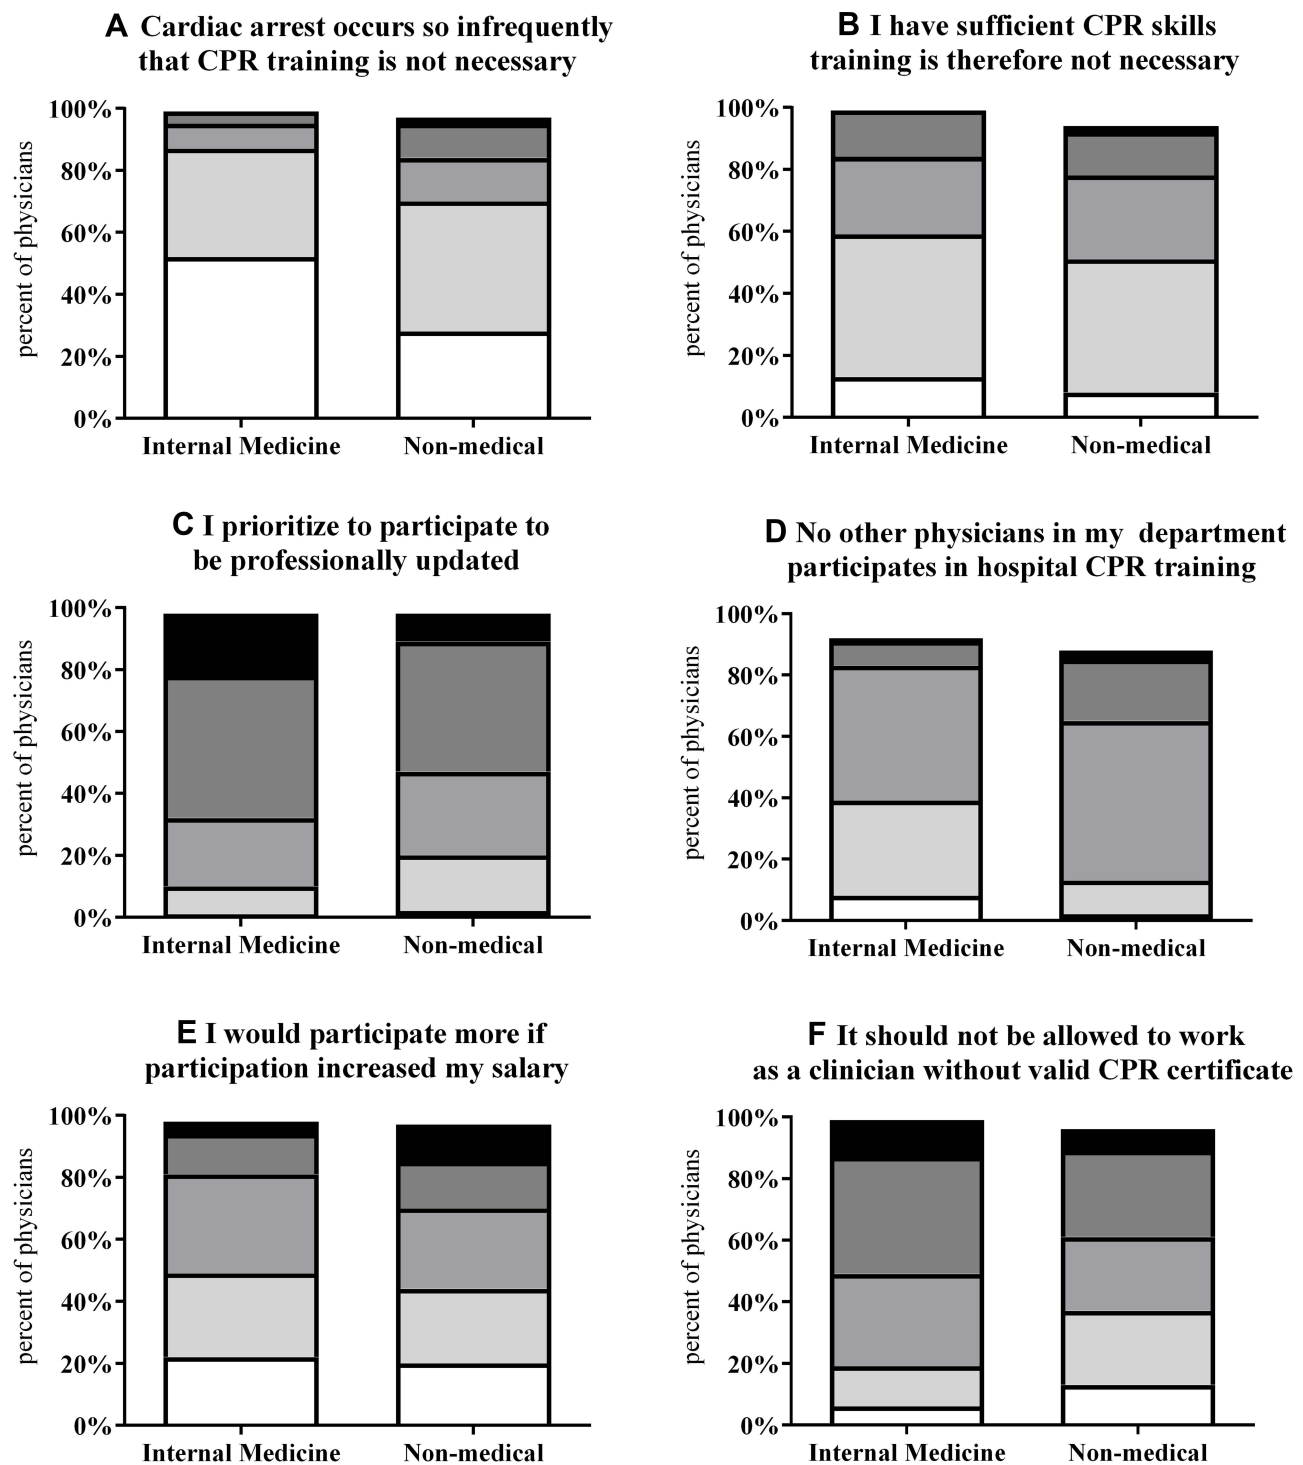 A Cardiac arrest occurs so infrequently
that CPR training is not necessary
100%
80%
60%
40%
20%
0%
percent of physicians
Internal Medicine
Non-medical
B I have sufficient CPR skills
training is therefore not necessary
100%
80%
60%
40%
20%
0%
percent of physicians
Internal Medicine
Non-medical
C I prioritize to participate to
be professionally updated
100%
80%
60%
40%
20%
0%
percent of physicians
Internal Medicine
Non-medical
D No other physicians in my department
participates in hospital CPR training
100%
80%
60%
40%
20%
0%
percent of physicians
Internal Medicine
Non-medical
E I would participate more if
participation increased my salary
100%
80%
60%
40%
20%
0%
percent of physicians
Internal Medicine
Non-medical
F It should not be allowed to work
as a clinician without valid CPR certificate
100%
80%
60%
40%
20%
0%
percent of physicians
Internal Medicine
Non-medical